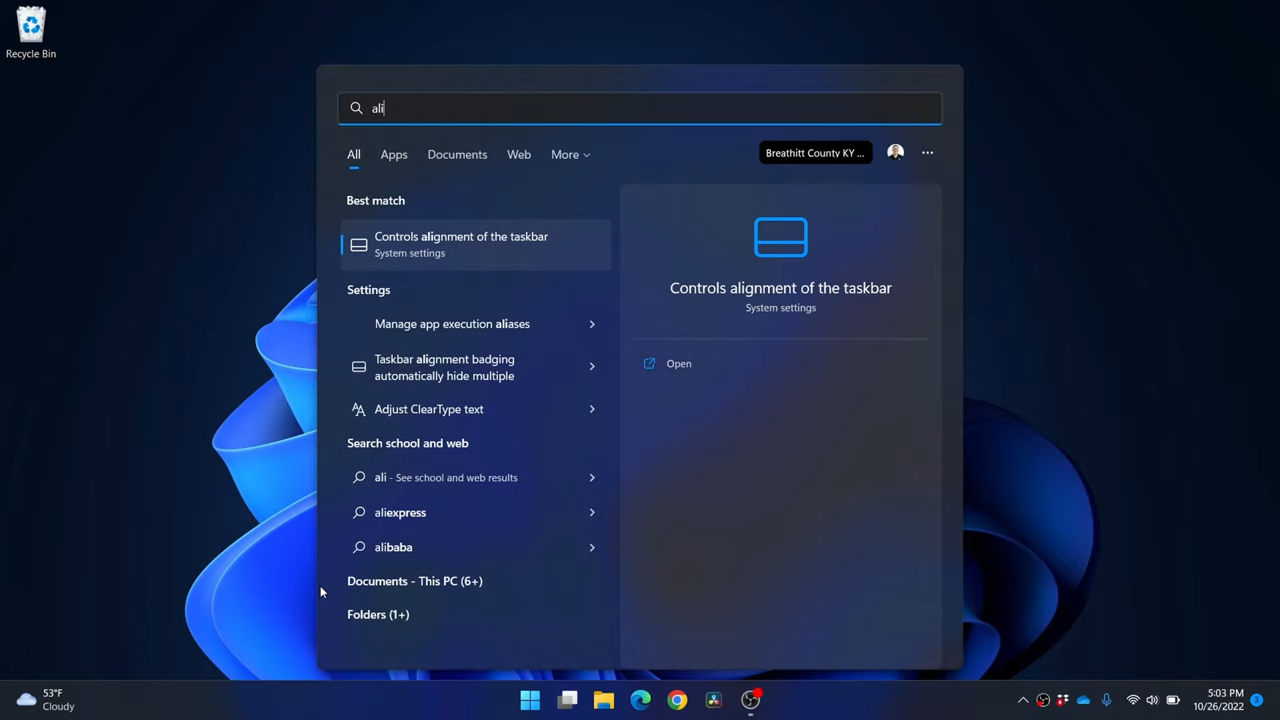 Recycle Bin
ali
All Apps Documents Web More
Breathitt County KY ...
Best match
Controls alignment of the taskbar
System settings
Settings
Manage app execution aliases
Taskbar alignment badging
automatically hide multiple
Adjust ClearType text
Search school and web
ali - See school and web results
aliexpress
alibaba
Documents - This PC (6+)
Folders (1+)
Controls alignment of the taskbar
System settings
Open
53°F
Cloudy
5:03 PM
10/26/2022
3